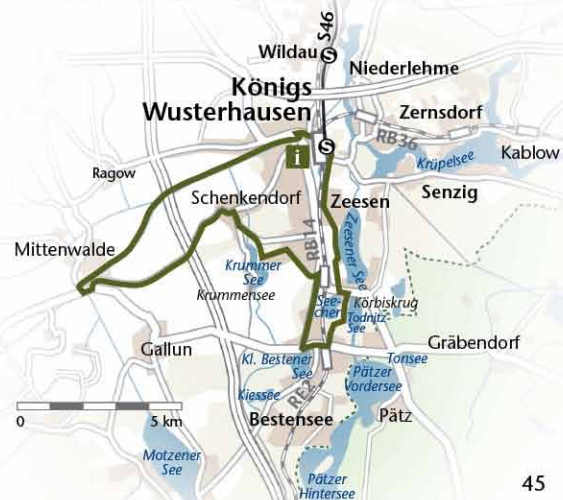 S46
Wildau
S
Niederlehme
Königs
Wusterhausen
Zernsdorf
RB36
i
S
Krüpelsee
Kablow
Ragow
Schenkendorf
Zeesen
Senzig
Zeesener See
RB14
Mittenwalde
Krummer
See
Krummensee
See-
chen
Körbiskrug
Todnitz-
See
Gallun
Kl. Bestener
See
Gräbendorf
Tonsee
Pätzer
Vordersee
Kiessee
RE2
Bestensee
Pätz
0 5 km
Motzener
See
Pätzer
Hintersee
45